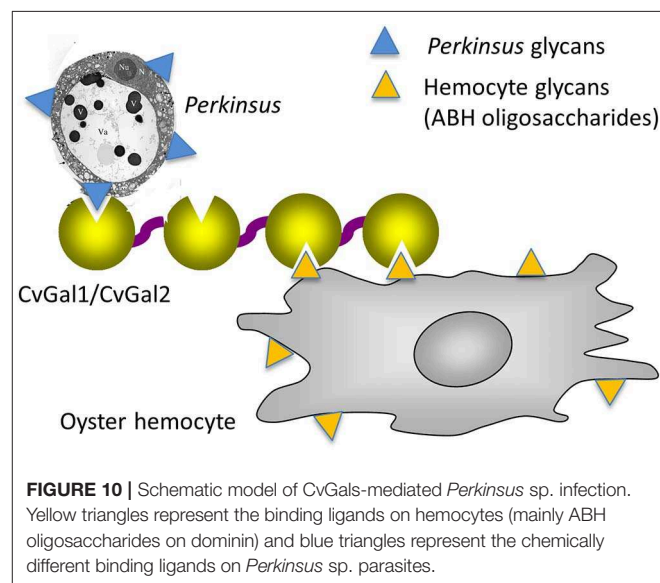 Perkinsus glycans
Hemocyte glycans
(ABH oligosaccharides)
Nu
N
V
V
Va
Perkinsus
CvGal1/CvGal2
Oyster hemocyte
FIGURE 10 | Schematic model of CvGals-mediated Perkinsus sp. infection.
Yellow triangles represent the binding ligands on hemocytes (mainly ABH
oligosaccharides on dominin) and blue triangles represent the chemically
different binding ligands on Perkinsus sp. parasites.